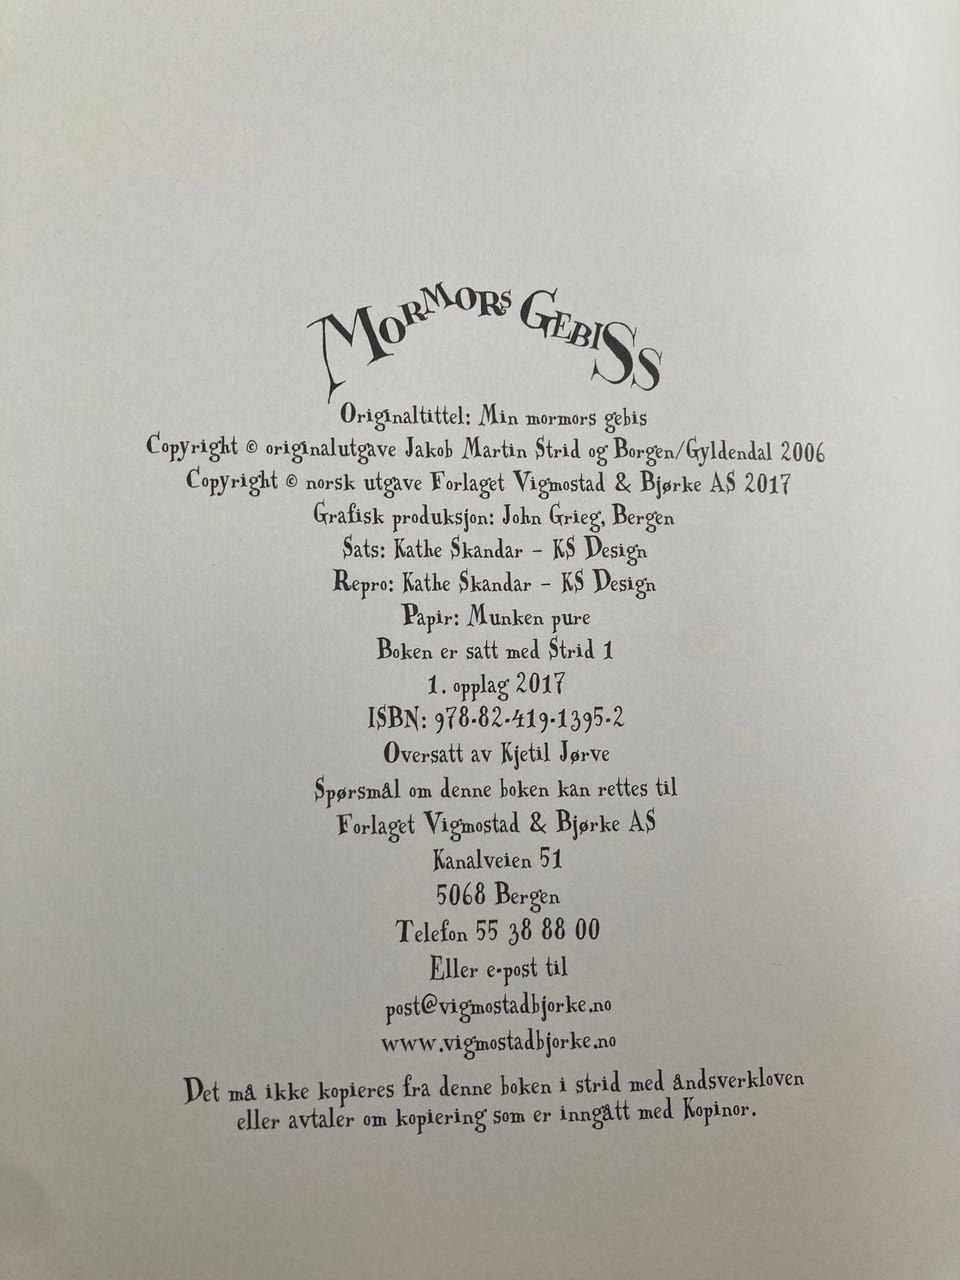 Mormors Gebiss
Originaltittel: Min mormors gebis
Copyright © originalutgave Jakob Martin Strid og Borgen/Gyldendal 2006
Copyright © norsk utgave Forlaget Vigmostad & Bjørke AS 2017
Grafisk produksjon: John Grieg, Bergen
Sats: Kathe Skandar – KS Design
Repro: Kathe Skandar – KS Design
Papir: Munken pure
Boken er satt med Strid 1
1. opplag 2017
ISBN: 978-82-419-1395-2
Oversatt av Kjetil Jørve
Spørsmål om denne boken kan rettes til
Forlaget Vigmostad & Bjørke AS
Kanalveien 51
5068 Bergen
Telefon 55 38 88 00
Eller e-post til
post@vigmostadbjorke.no
www.vigmostadbjorke.no
Det må ikke kopieres fra denne boken i strid med åndsverkloven
eller avtaler om kopiering som er inngått med Kopinor.